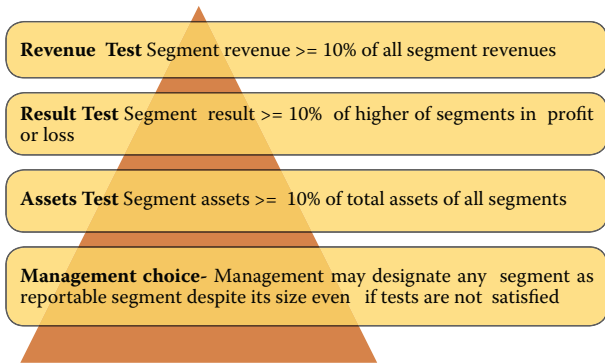 Revenue Test Segment revenue >= 10% of all segment revenues
Result Test Segment result >= 10% of higher of segments in profit
or loss
Assets Test Segment assets >= 10% of total assets of all segments
Management choice- Management may designate any segment as
reportable segment despite its size even if tests are not satisfied